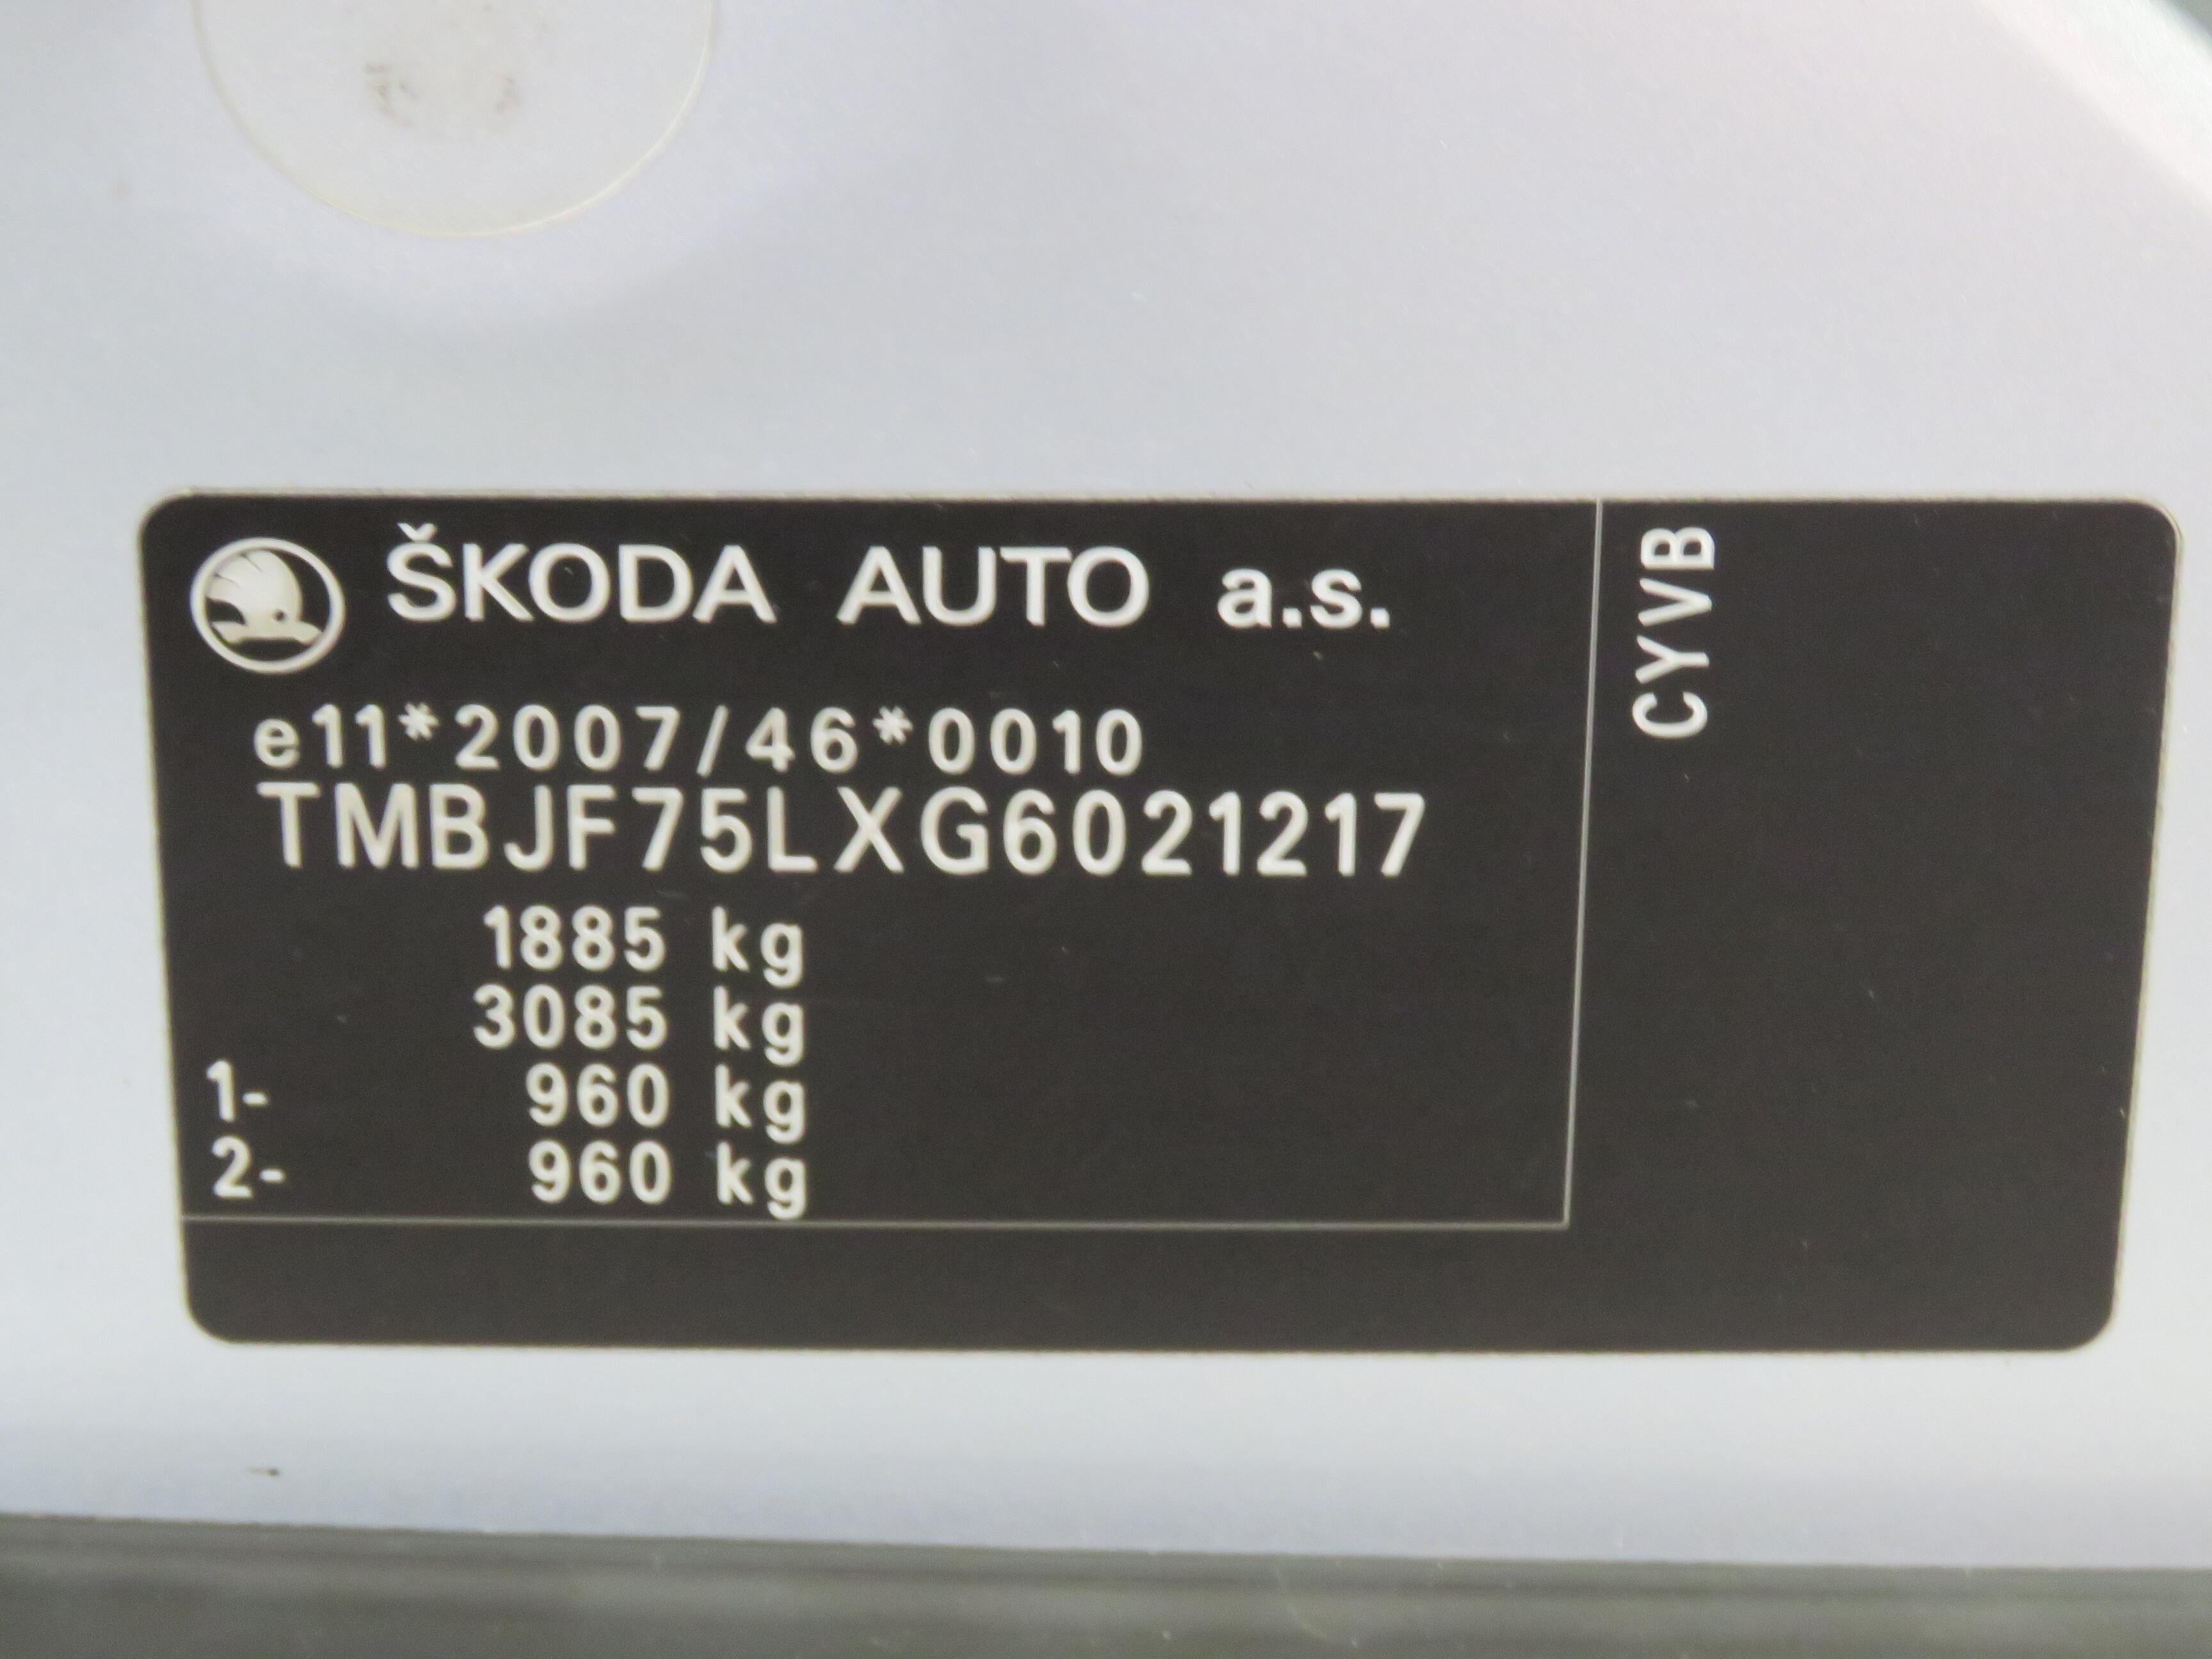 ŠKODA AUTO a.s.
e11*2007/46*0010
TMBJF75LXG6021217
1885 kg
3085 kg
1- 960 kg
2- 960 kg
CYVB